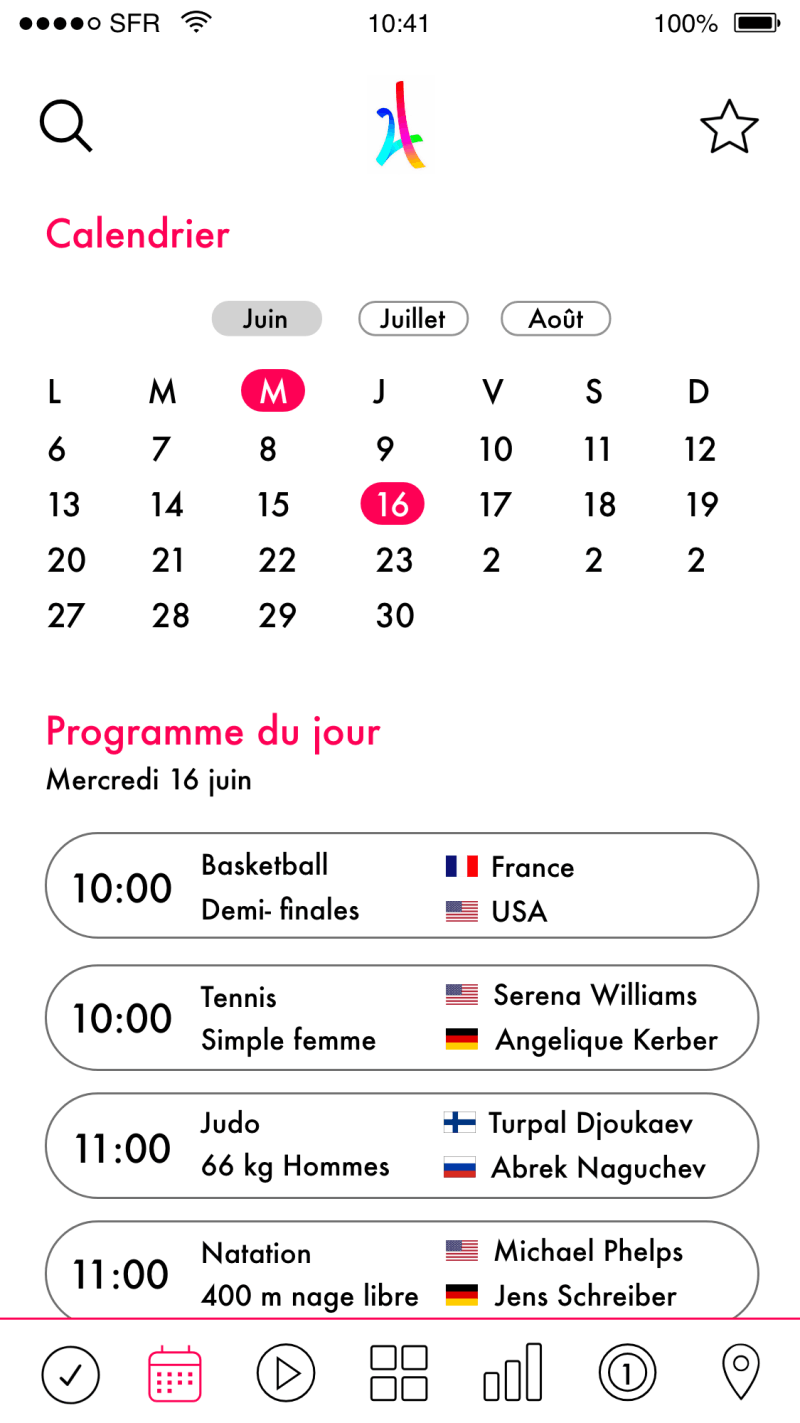 SFR 10:41 100%
Calendrier
Juin Juillet Août
L M M J V S D
6 7 8 9 10 11 12
13 14 15 16 17 18 19
20 21 22 23 2 2 2
27 28 29 30
Programme du jour
Mercredi 16 juin
10:00
Basketball
Demi- finales
France
USA
10:00
Tennis
Simple femme
Serena Williams
Angelique Kerber
11:00
Judo
66 kg Hommes
Turpal Djoukaev
Abrek Naguchev
11:00
Natation
400 m nage libre
Michael Phelps
Jens Schreiber
1